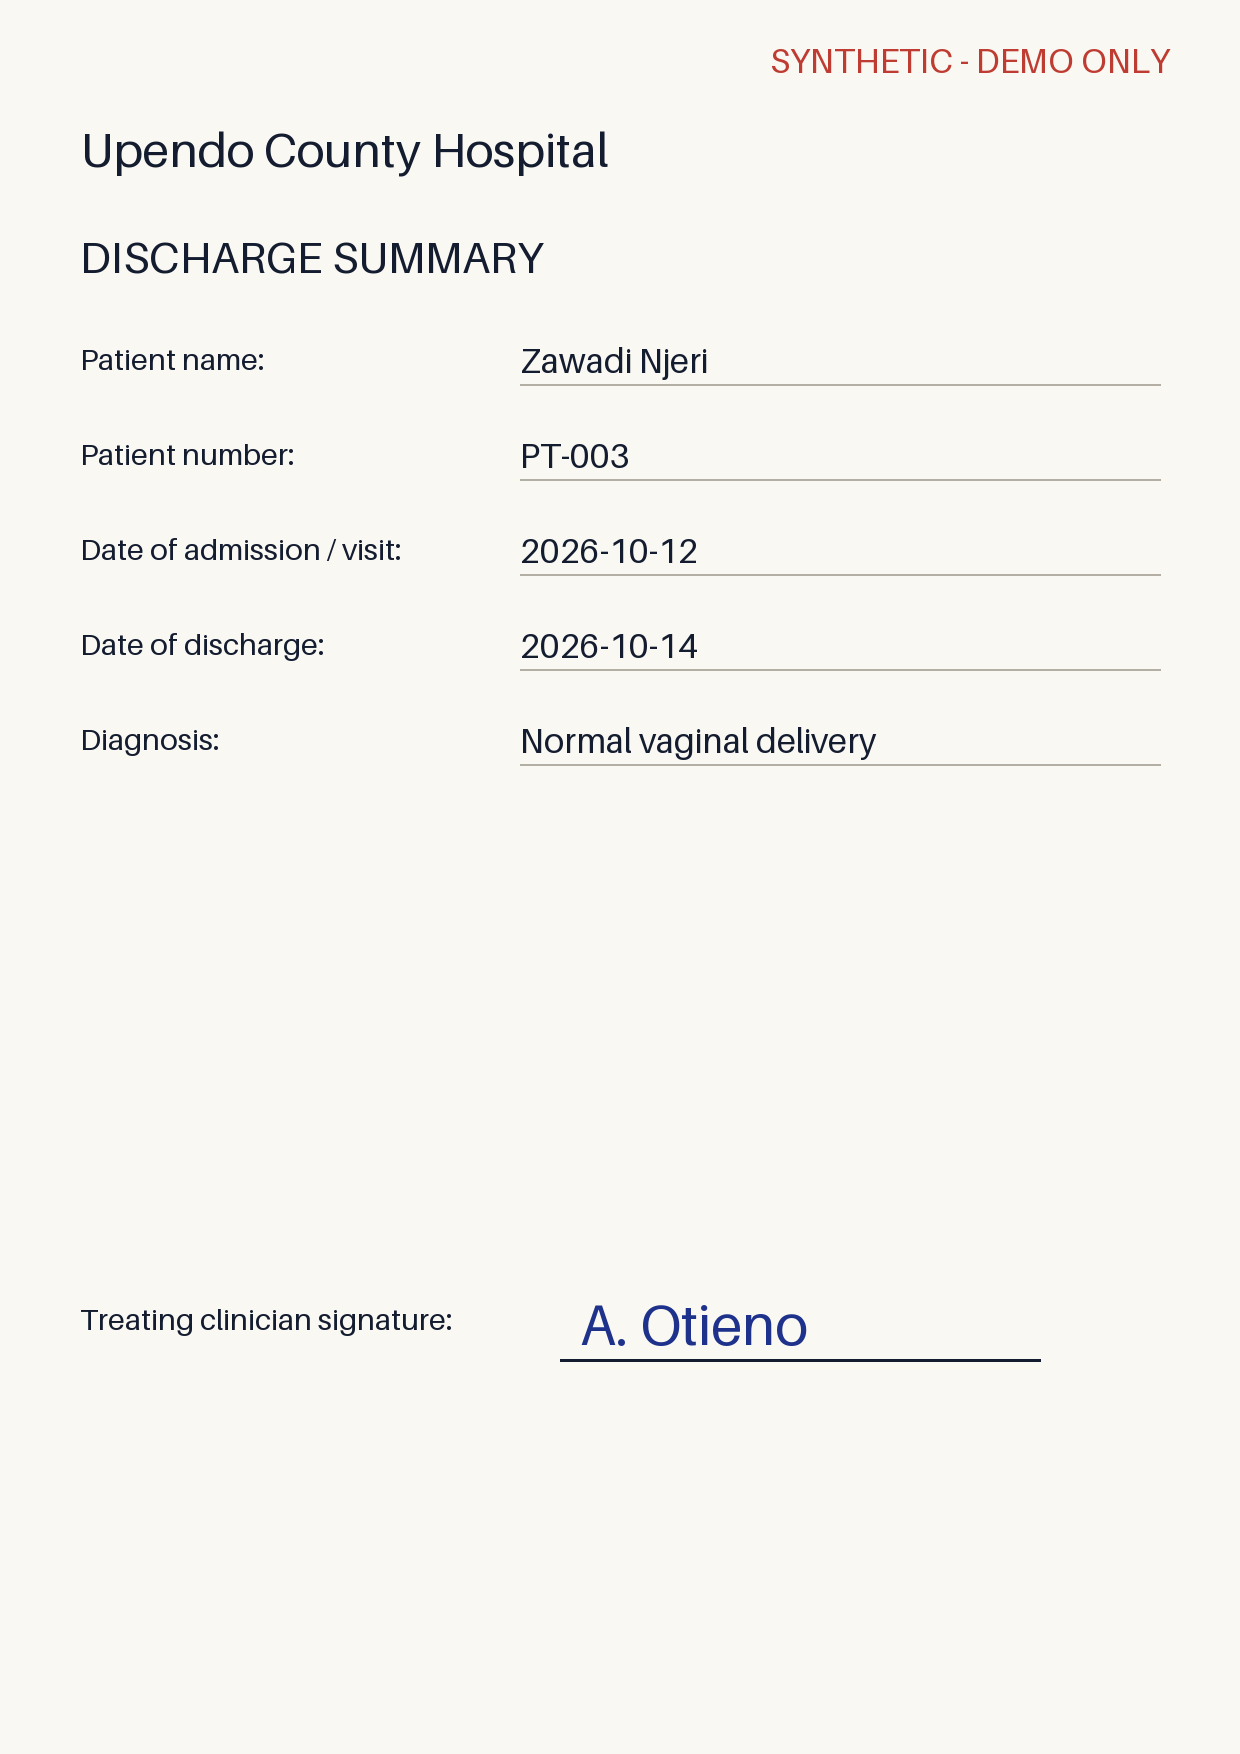 SYNTHETIC - DEMO ONLY
Upendo County Hospital
DISCHARGE SUMMARY
Patient name: Zawadi Njeri
Patient number: PT-003
Date of admission / visit: 2026-10-12
Date of discharge: 2026-10-14
Diagnosis: Normal vaginal delivery
Treating clinician signature: A. Otieno